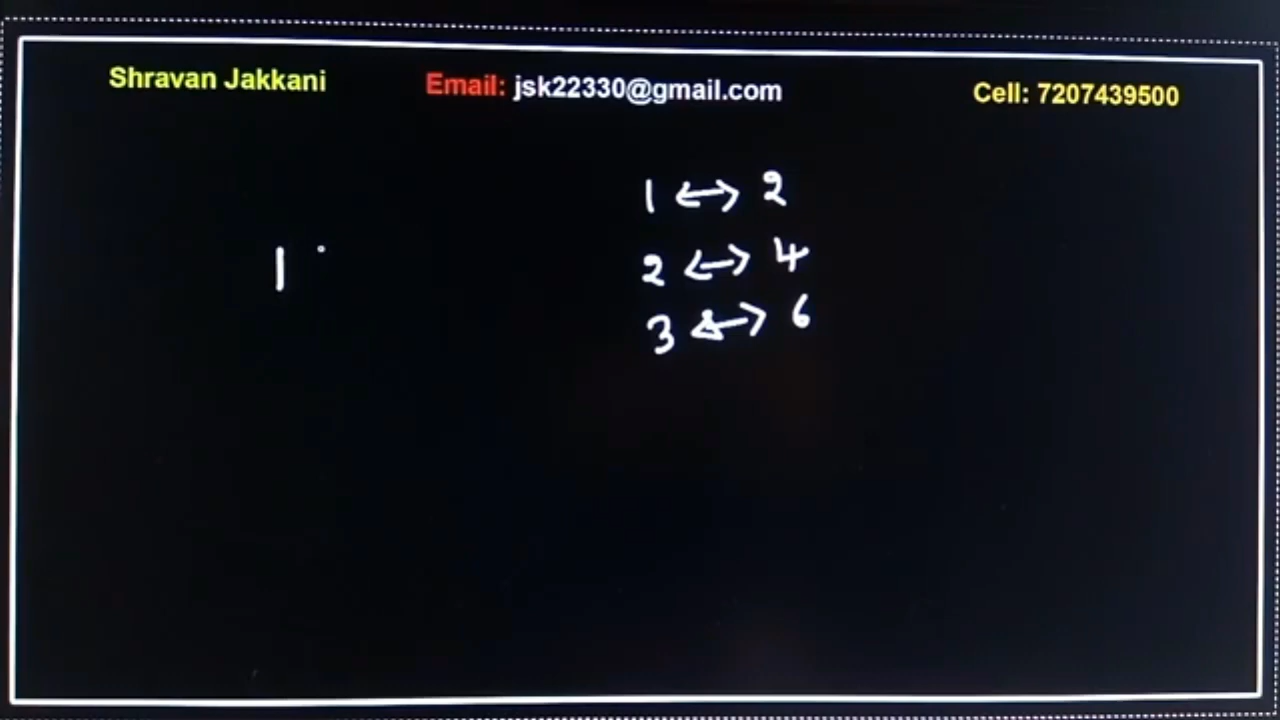 Shravan Jakkani Email: jsk22330@gmail.com Cell: 7207439500
1 ↔ 2
1
2 ↔ 4
3 ↔ 6